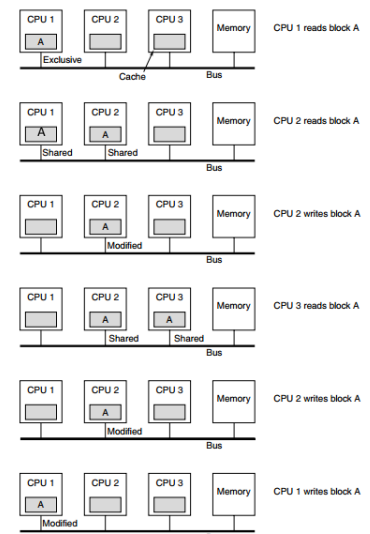 CPU 1 CPU 2 CPU 3 Memory CPU 1 reads block A
A
Exclusive
Cache Bus
CPU 1 CPU 2 CPU 3 Memory CPU 2 reads block A
A A
Shared Shared
Bus
CPU 1 CPU 2 CPU 3 Memory CPU 2 writes block A
A
Modified
Bus
CPU 1 CPU 2 CPU 3 Memory CPU 3 reads block A
A A
Shared Shared
Bus
CPU 1 CPU 2 CPU 3 Memory CPU 2 writes block A
A
Modified
Bus
CPU 1 CPU 2 CPU 3 Memory CPU 1 writes block A
A
Modified